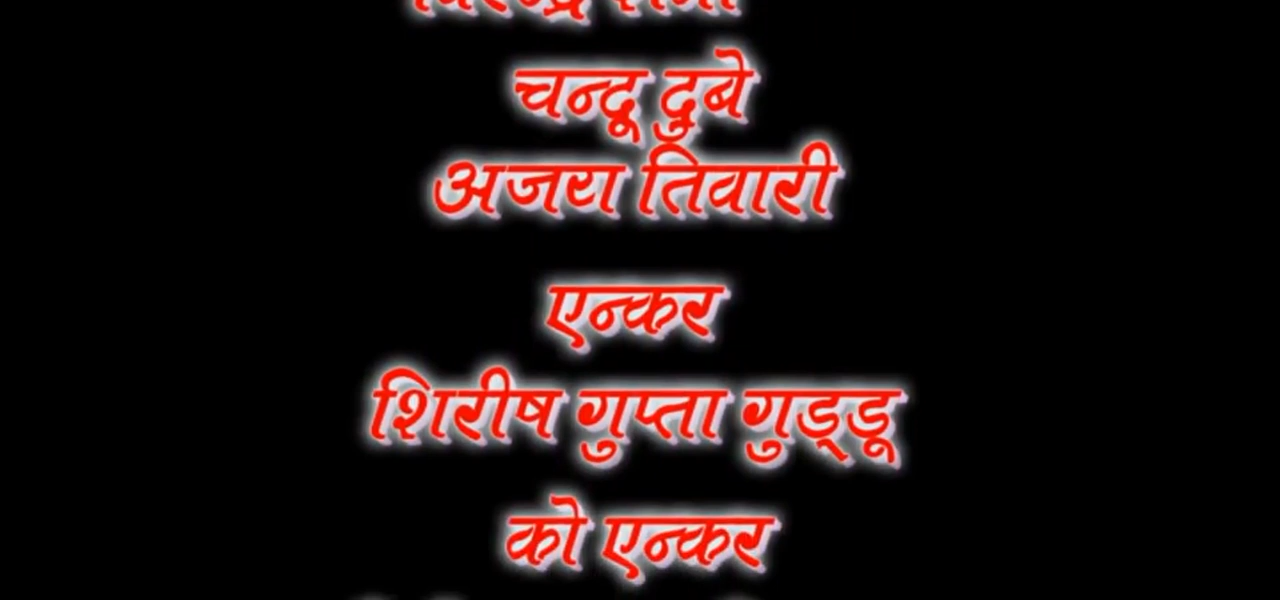 चन्दू दुबे
अजय तिवारी
एन्कर
शिरीष गुप्ता गुड्डू
को एन्कर